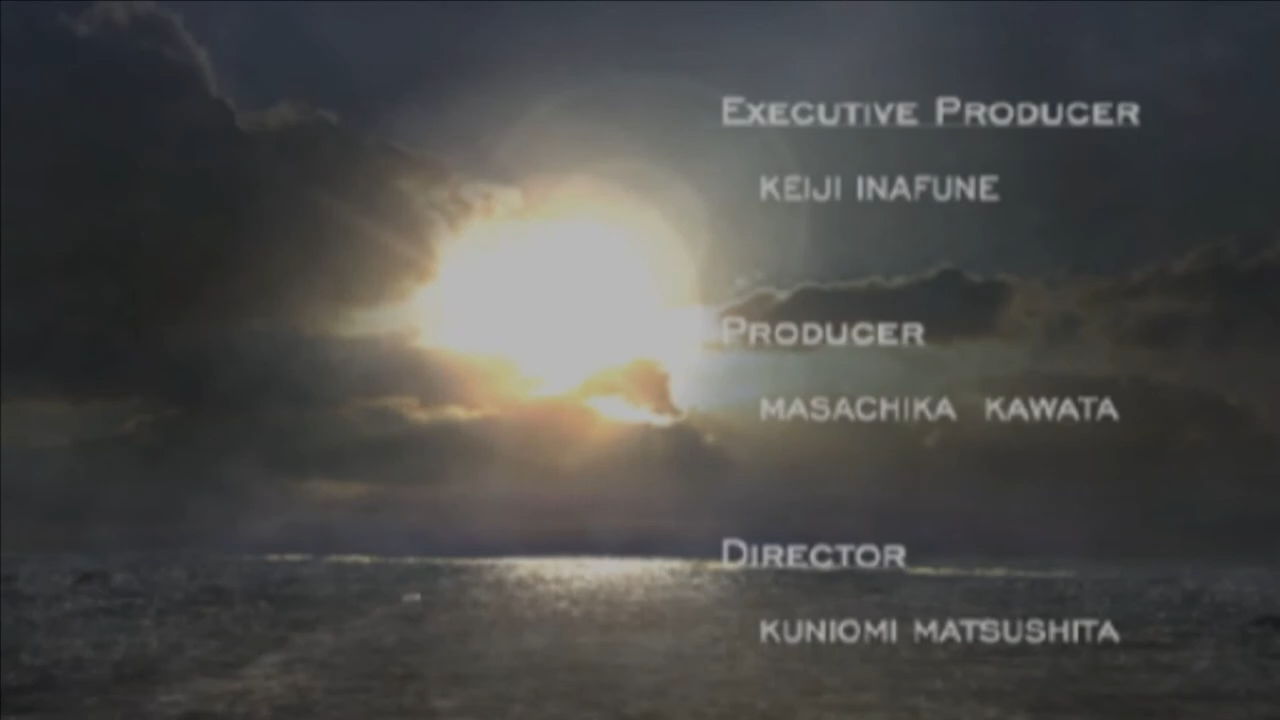 EXECUTIVE PRODUCER
KEIJI INAFUNE
PRODUCER
MASACHIKA KAWATA
DIRECTOR
KUNIOMI MATSUSHITA